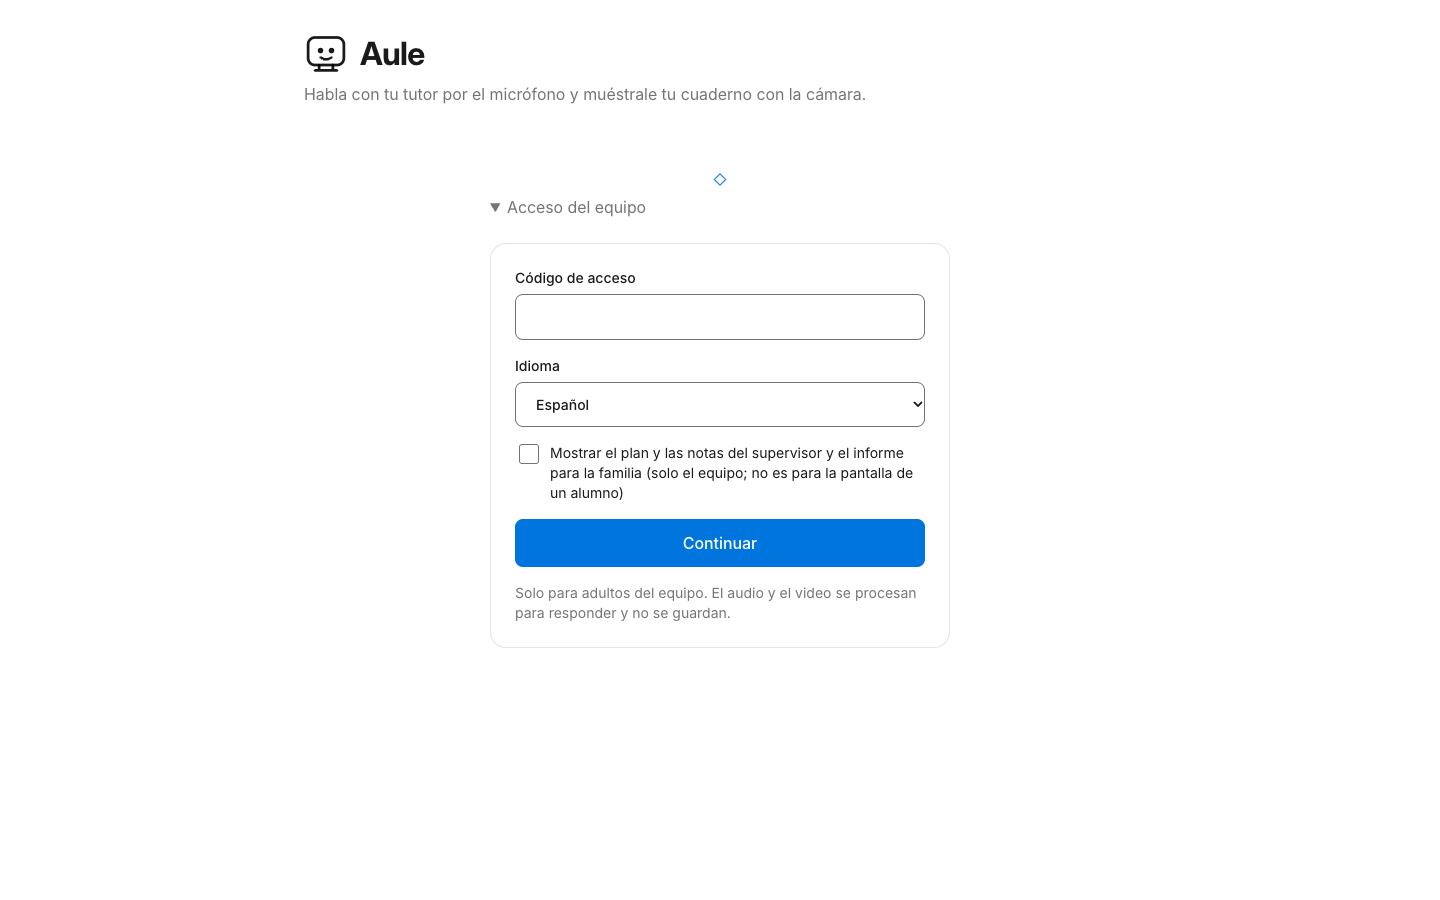 Aule
Habla con tu tutor por el micrófono y muéstrale tu cuaderno con la cámara.
Acceso del equipo
Código de acceso
Idioma
Español
Mostrar el plan y las notas del supervisor y el informe
para la familia (solo el equipo; no es para la pantalla de
un alumno)
Continuar
Solo para adultos del equipo. El audio y el video se procesan
para responder y no se guardan.